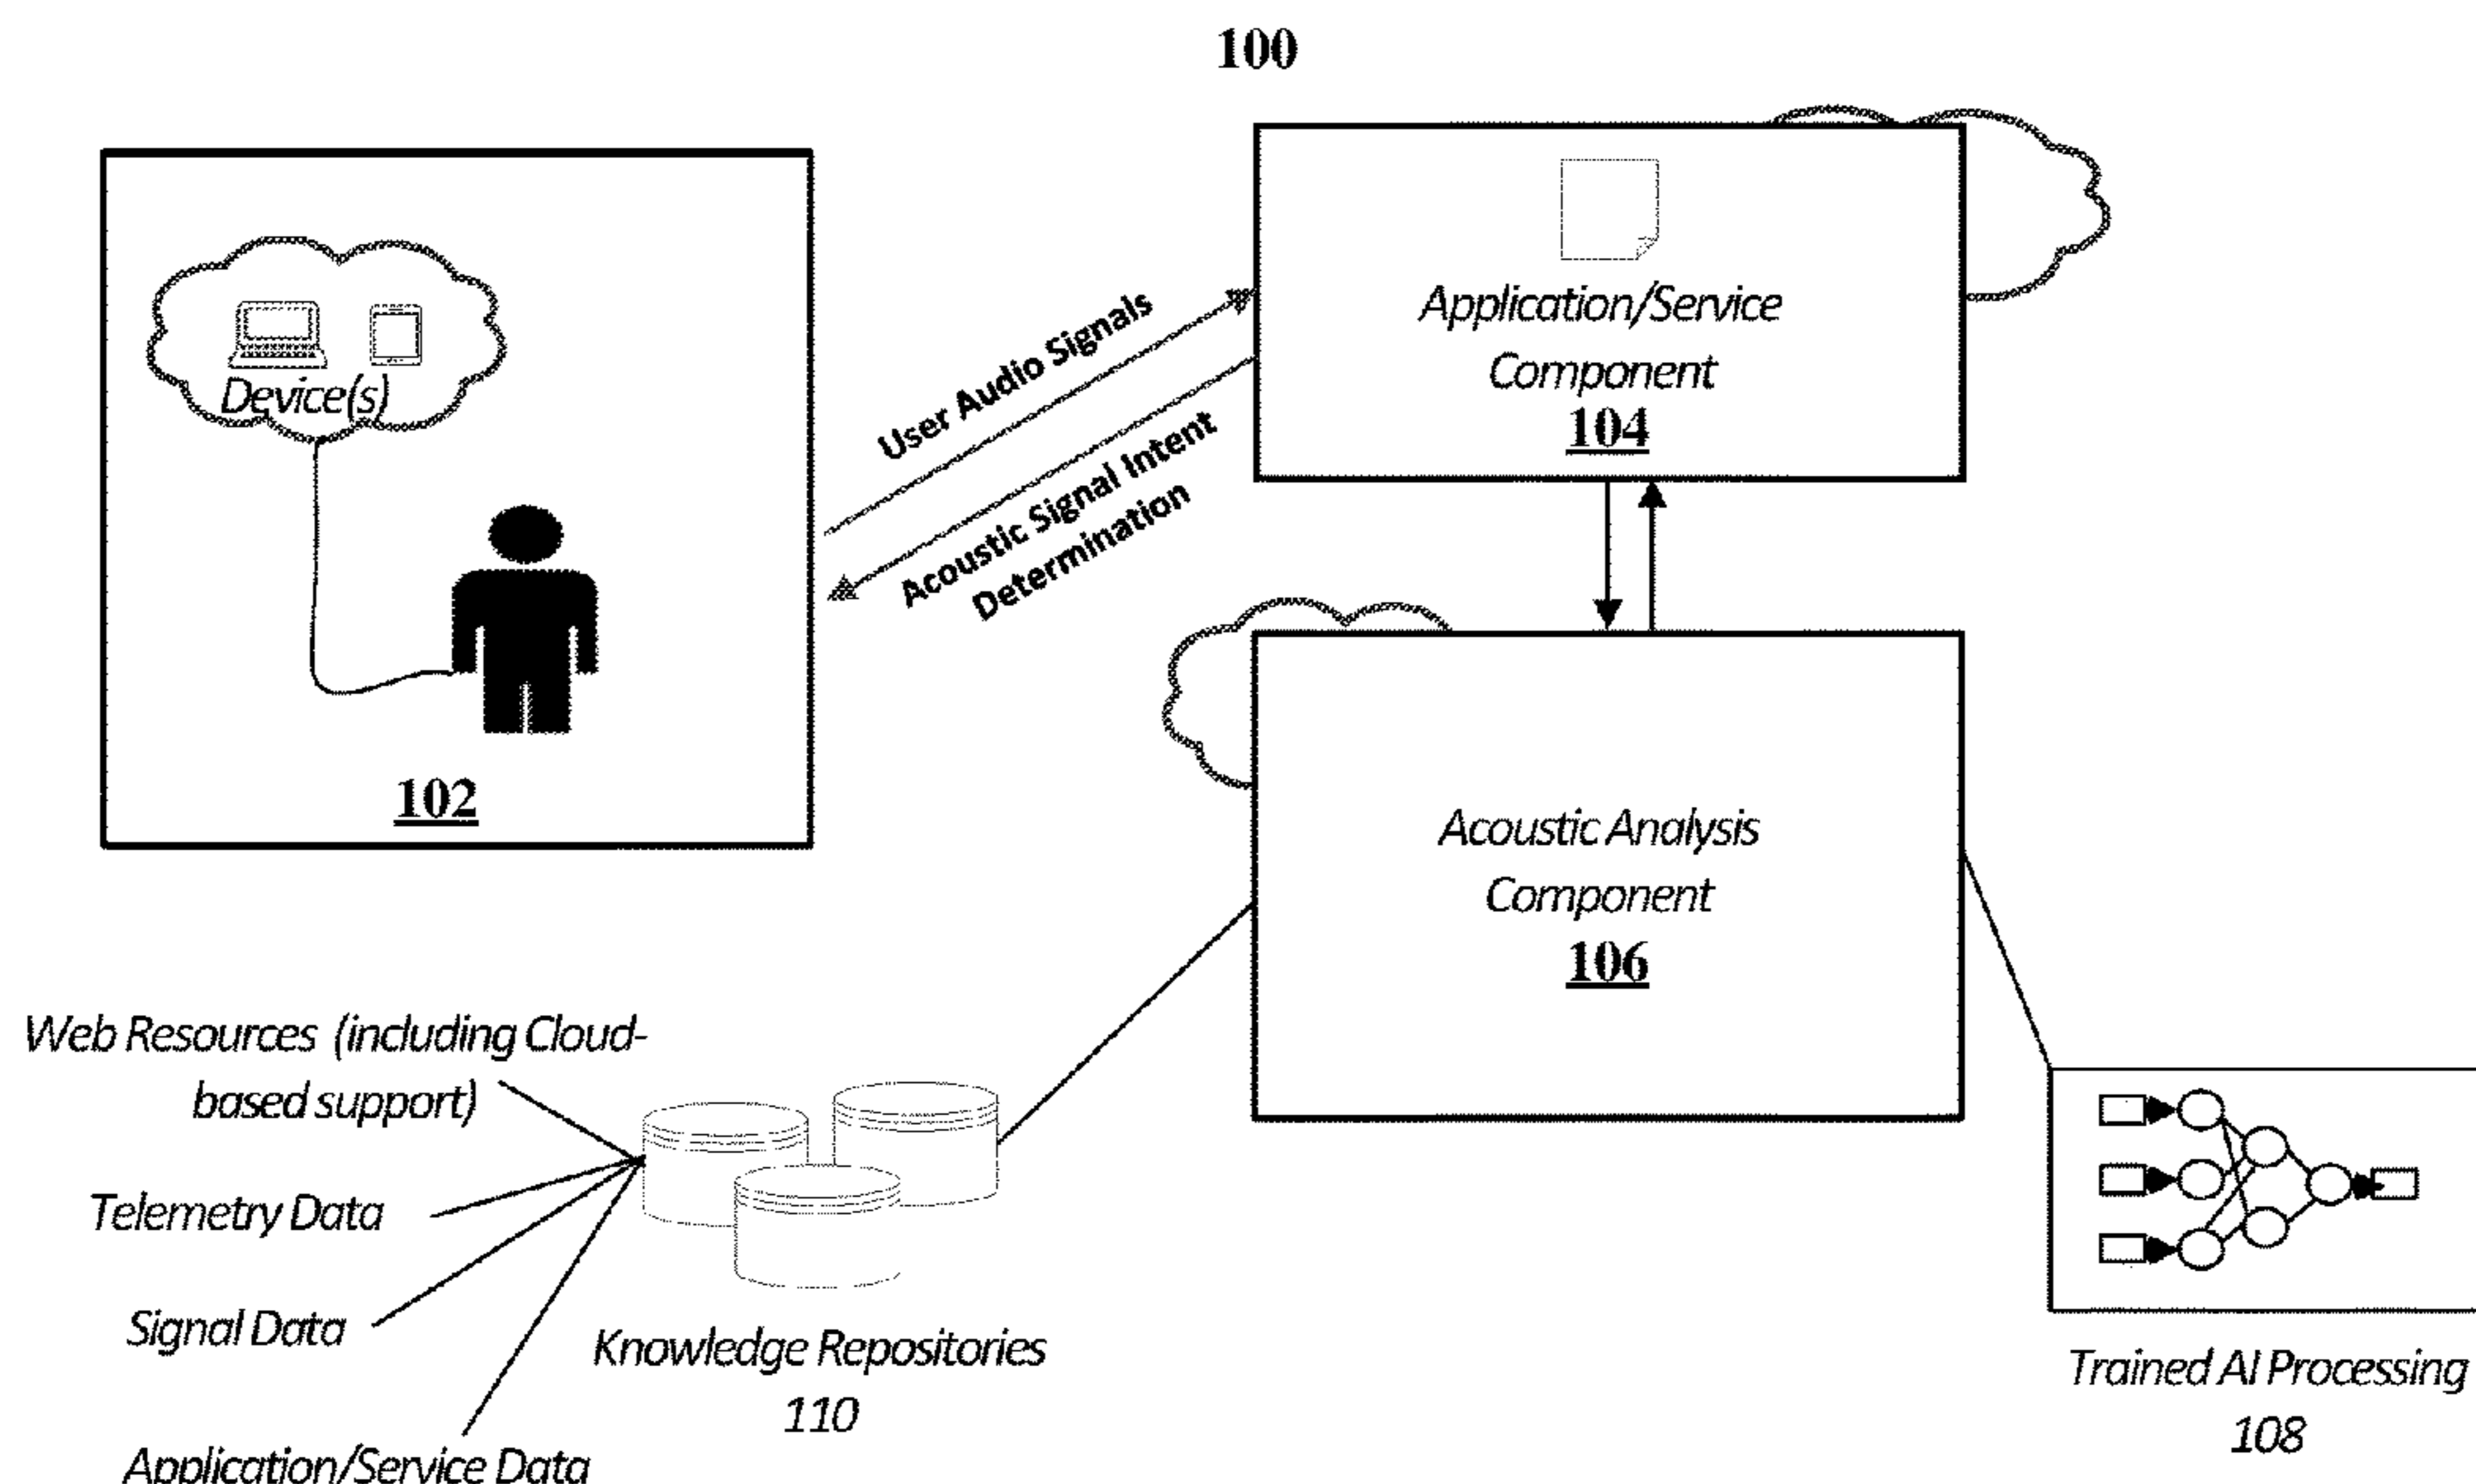 100
Device(s)
102
User Audio Signals
Acoustic Signal Intent
Determination
Application/Service
Component
104
Acoustic Analysis
Component
106
Web Resources (including Cloud-
based support)
Telemetry Data
Signal Data
Application/Service Data
Knowledge Repositories
110
Trained AI Processing
108